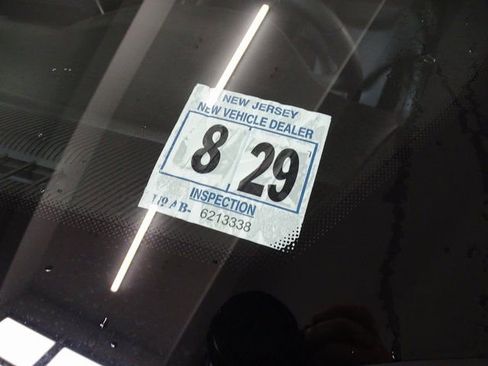 NEW JERSEY
NEW VEHICLE DEALER
8 29
INSPECTION
6213338